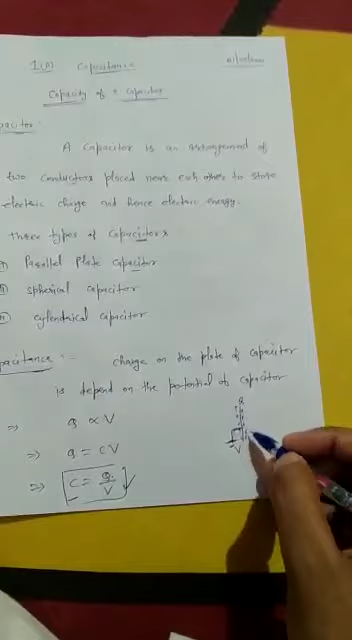 1.(A) Capacitance
Capacity of a capacitor
A Capacitor is an arrangement of
two conductors placed near each other to store
electric charge and hence electric energy.
Three types of Capacitors
Parallel Plate capacitor
spherical capacitor
cylendrical capacitor
charge on the plate of capacitor
is depend on the potential of capacitor
⇒ Q ∝ V
⇒ Q = CV
⇒ C = Q/V